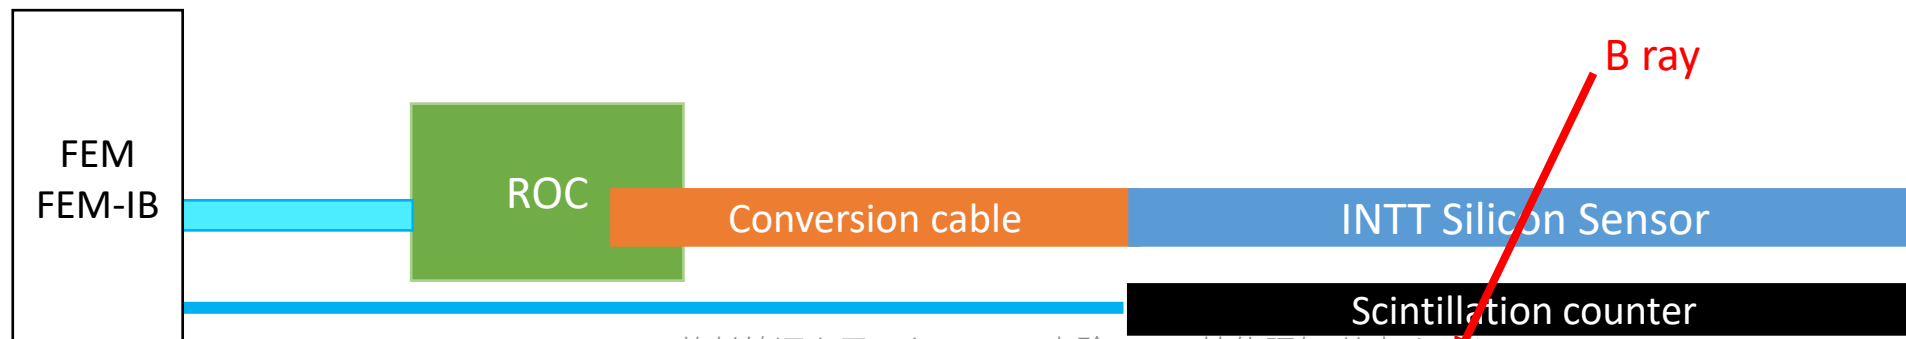 B ray
FEM
FEM-IB
ROC
Conversion cable
INTT Silicon Sensor
Scintillation counter